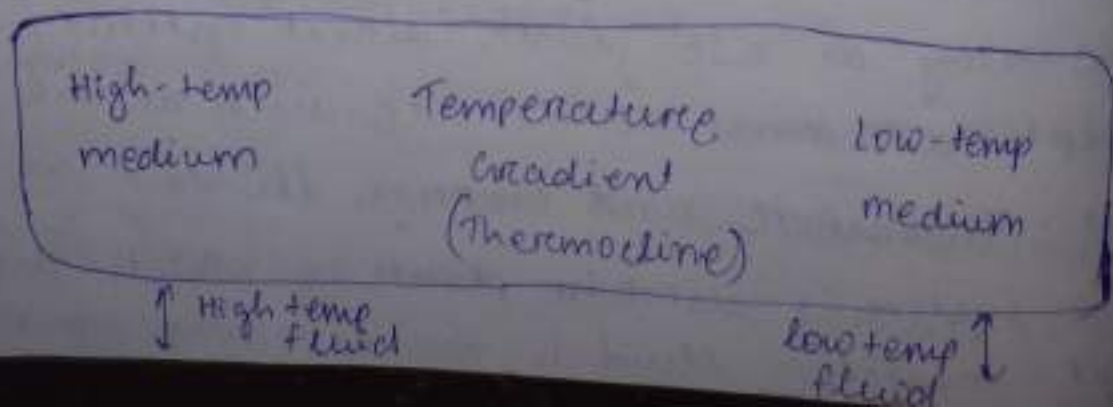 High-temp
medium
Temperature
Gradient
(Thermocline)
Low-temp
medium
High temp
fluid
low temp
fluid